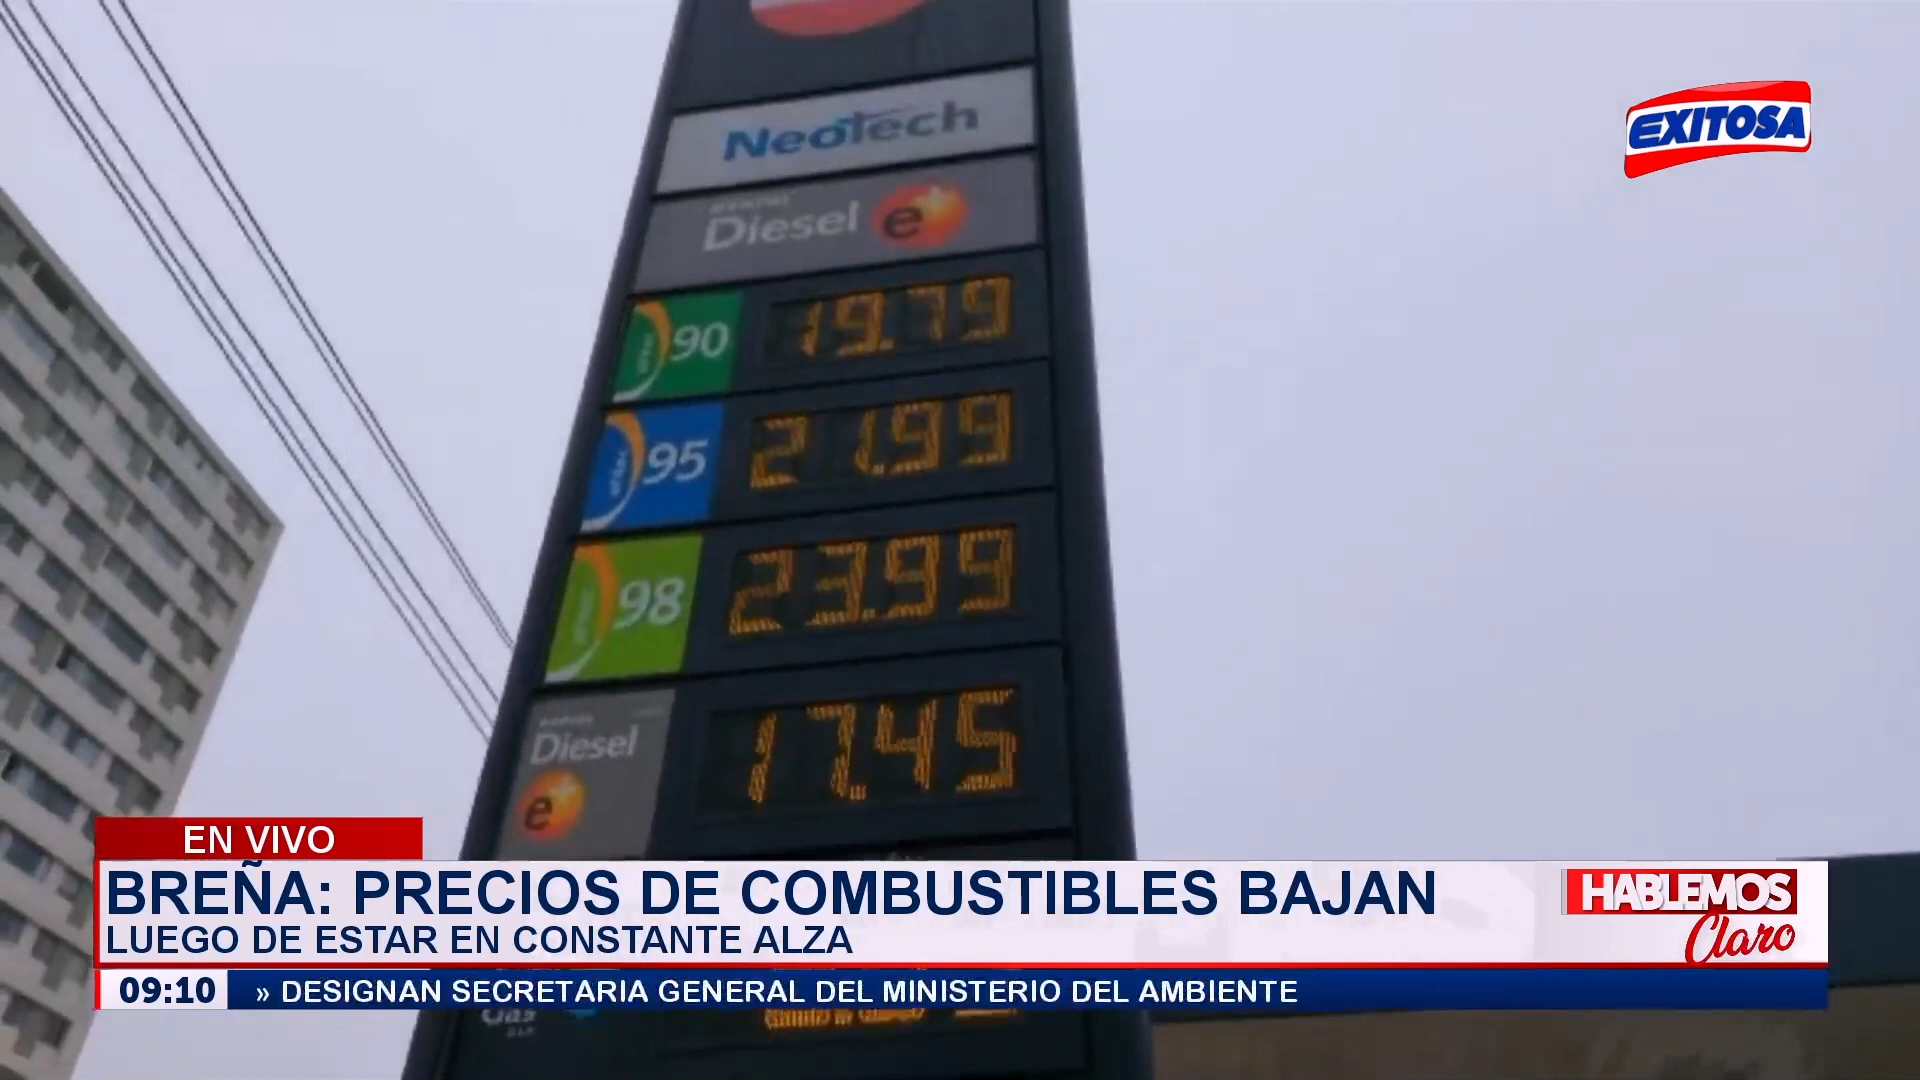 NeoTech
EXITOSA
Diesel e+
90 19.79
95 21.99
98 23.99
17.45
Diesel
e+
EN VIVO
BREÑA: PRECIOS DE COMBUSTIBLES BAJAN
LUEGO DE ESTAR EN CONSTANTE ALZA
HABLEMOS
Claro
09:10 » DESIGNAN SECRETARIA GENERAL DEL MINISTERIO DEL AMBIENTE